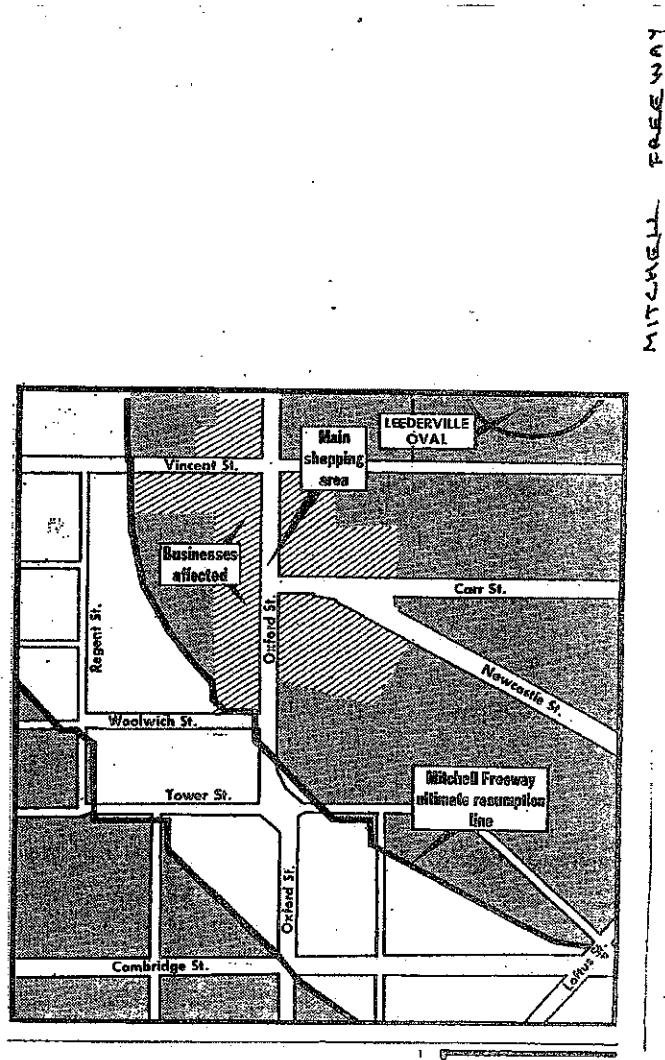 MITCHELL FREEWAY
LEEDERVILLE
OVAL
Main
shopping
area
Vincent St.
Businesses
affected
Carr St.
Regent St.
Oxford St.
Newcastle St.
Woolwich St.
Mitchell Freeway
ultimate resumption
line
Tower St.
Oxford St.
Cambridge St.
Loftus St.